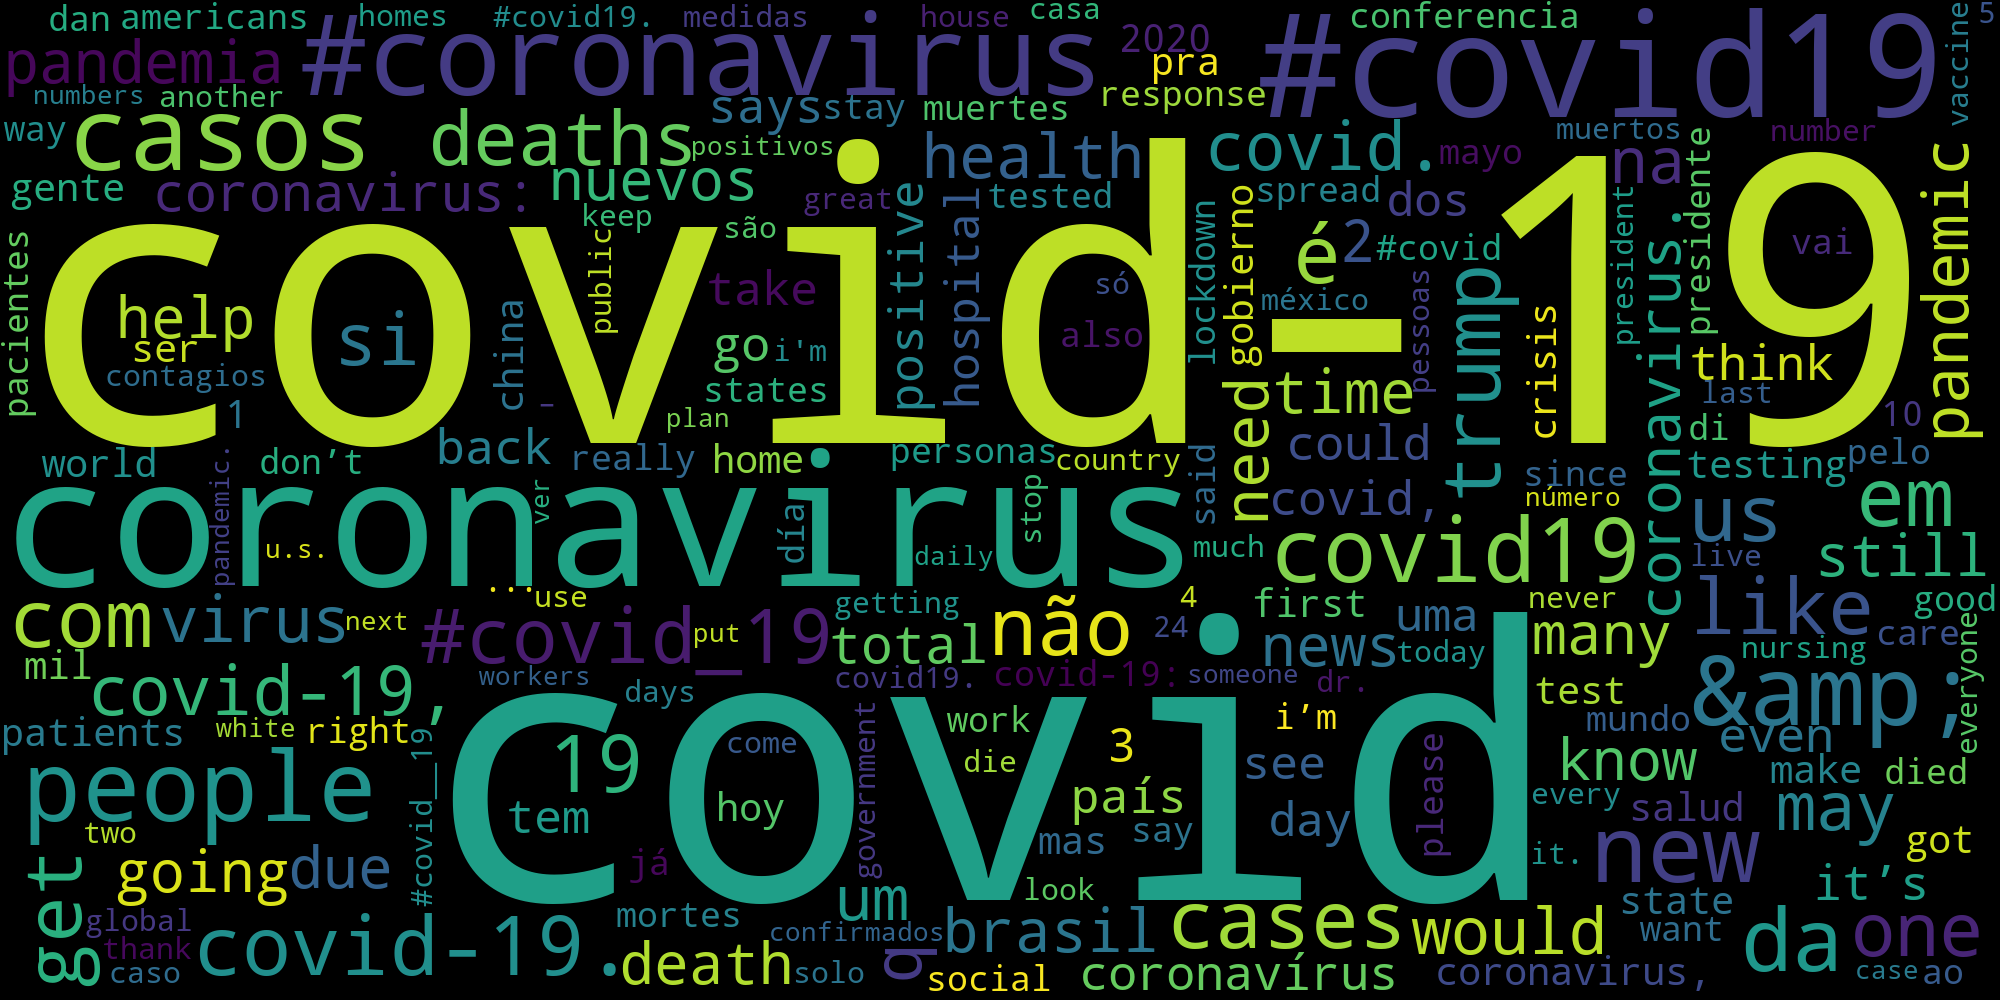 dan americans homes #covid19. medidas house casa conferencia 5
pandemia #coronavirus 2020 #covid19 vaccine
pra
numbers another response
way casos deaths says stay muertes muertos number
positivos health covid. mayo na pandemic
gente coronavirus: nuevos great tested spread dos presidente
keep são hospital positive gobierno 2 #covid vai
pacientes covid-19
help si public take só lockdown méxico é pessoas trump president coronavirus.
ser china go i'm also crisis think
contagios states time last
1 plan need di 10
back really home personas country could since testing pelo
world don’t said covid, número em
pandemic. ver día stop
coronavirus
u.s. daily much covid19 us live still
... use getting 4 first never good
com virus next #covid_19 put total não 24 news uma many like care
mil workers today nursing everyone
covid-19, days covid19. covid-19: someone dr. test &amp;
patients white right work i’m mundo even
19 come 3 see know make died
people #covid__19 tem hoy government die país please every salud may
two covid
going due já mas say day new it. got
get look it’s
global mortes um state
thank confirmados brasil cases would da one
caso covid-19. death solo q want
social coronavírus coronavirus, case ao
-